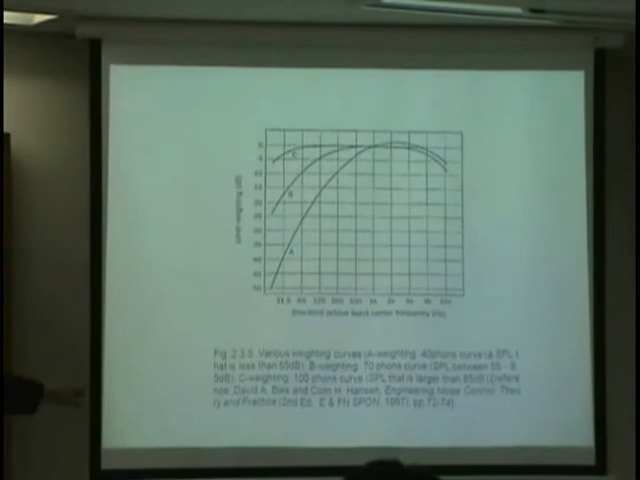 0
C
B
A
31.5 63 125 250 500 1k 2k 4k 8k 16k
Standard octave band center frequency (Hz)
Fig. 2.3.5 Various weighting curves (A-weighting: 40phons curve (a SPL t
hat is less than 55dB); B-weighting: 70 phons curve (SPL between 55 - 8
5dB); C-weighting: 100 phons curve (SPL that is larger than 85dB))[refere
nce, David A. Bies and Colin H. Hansen, Engineering Noise Control: Theo
ry and Practice (2nd Ed., E & FN SPON, 1997), pp.72-74].